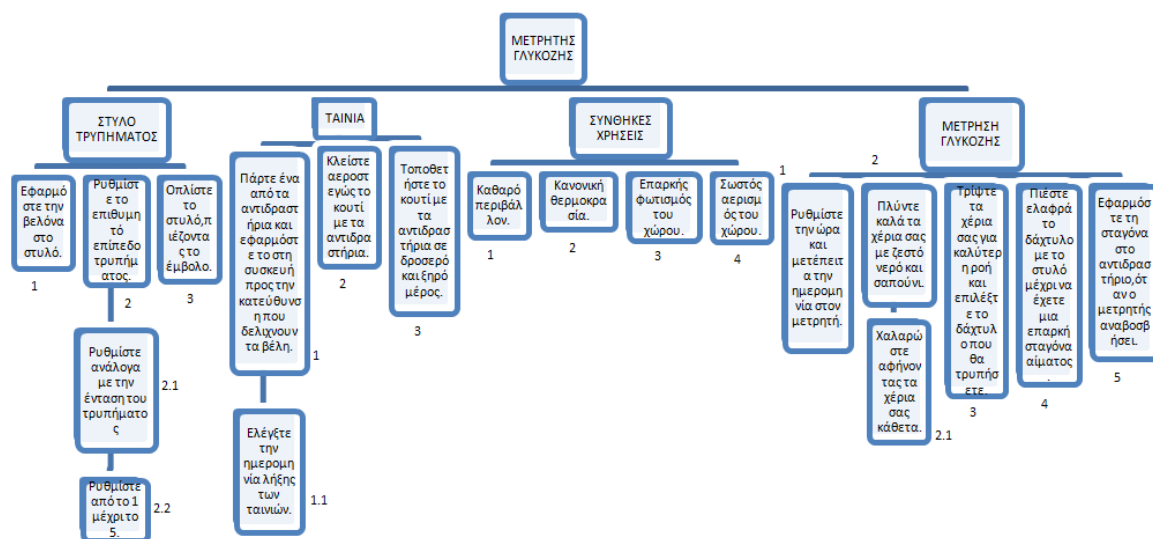 ΜΕΤΡΗΤΗΣ
ΓΛΥΚΟΖΗΣ
ΣΤΥΛΟ
ΤΡΥΠΗΜΑΤΟΣ
Εφαρμό
στε την
βελόνα
στο
στυλό.
1
Ρυθμίστ
ε το
επιθυμη
τό
επίπεδο
τρυπήμ
ατος.
2
Οπλίστε
το
στυλό,π
ιέζοντα
ς το
έμβολο.
3
Ρυθμίστε
ανάλογα
με την
ένταση του
τρυπήματο
ς
2.1
Ρυθμίστε
από το 1
μέχρι το
5.
2.2
ΤΑΙΝΙΑ
Πάρτε ένα
από τα
αντιδραστ
ήρια και
εφαρμόστ
ε το στη
συσκευή
προς την
κατεύθυνσ
η που
δελιχνουν
τα βέλη.
1
Κλείστε
αεροστ
εγώς το
κουτί
με τα
αντιδρα
στήρια.
2
Τοποθετ
ήστε το
κουτί με
τα
αντιδρα
στήρια σε
δροσερό
και ξηρό
μέρος.
3
Ελέγξτε
την
ημερομη
νία λήξης
των
ταινιών.
1.1
ΣΥΝΘΗΚΕΣ
ΧΡΗΣΕΙΣ
Καθαρό
περιβάλ
λον.
1
Κανονική
θερμοκρα
σία.
2
Επαρκής
φωτισμός
του
χώρου.
3
Σωστός
αερισμ
ός του
χώρου.
4
ΜΕΤΡΗΣΗ
ΓΛΥΚΟΖΗΣ
1
Ρυθμίστε
την ώρα
και
μετέπειτ
α την
ημερομη
νία στον
μετρητή.
2
Πλύντε
καλά τα
χέρια σας
με ζεστό
νερό και
σαπούνι.
Χαλαρώ
στε
αφήνον
τας τα
χέρια
σας
κάθετα.
2.1
Τρίψτε
τα
χέρια
σας για
καλύτερ
η ροή
και
επιλέξτ
ε το
δάχτυλ
ο που
θα
τρυπήσ
ετε.
3
Πιέστε
ελαφρά
το
δάχτυλο
με το
στυλό
μέχρι να
έχετε
μια
επαρκή
σταγόνα
αίματος
.
4
Εφαρμόσ
τε τη
σταγόνα
στο
αντιδρασ
τήριο,ότ
αν ο
μετρητής
αναβοσβ
ήσει.
5